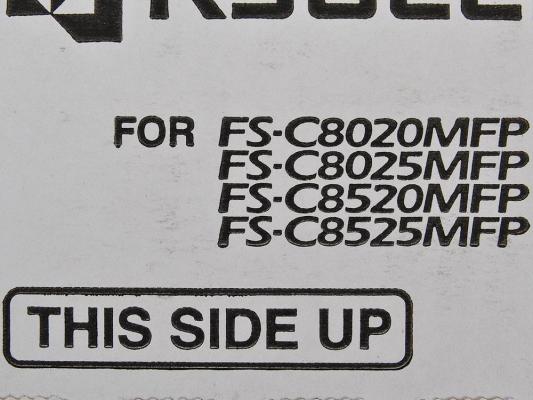 FOR FS-C8020MFP
FS-C8025MFP
FS-C8520MFP
FS-C8525MFP
THIS SIDE UP